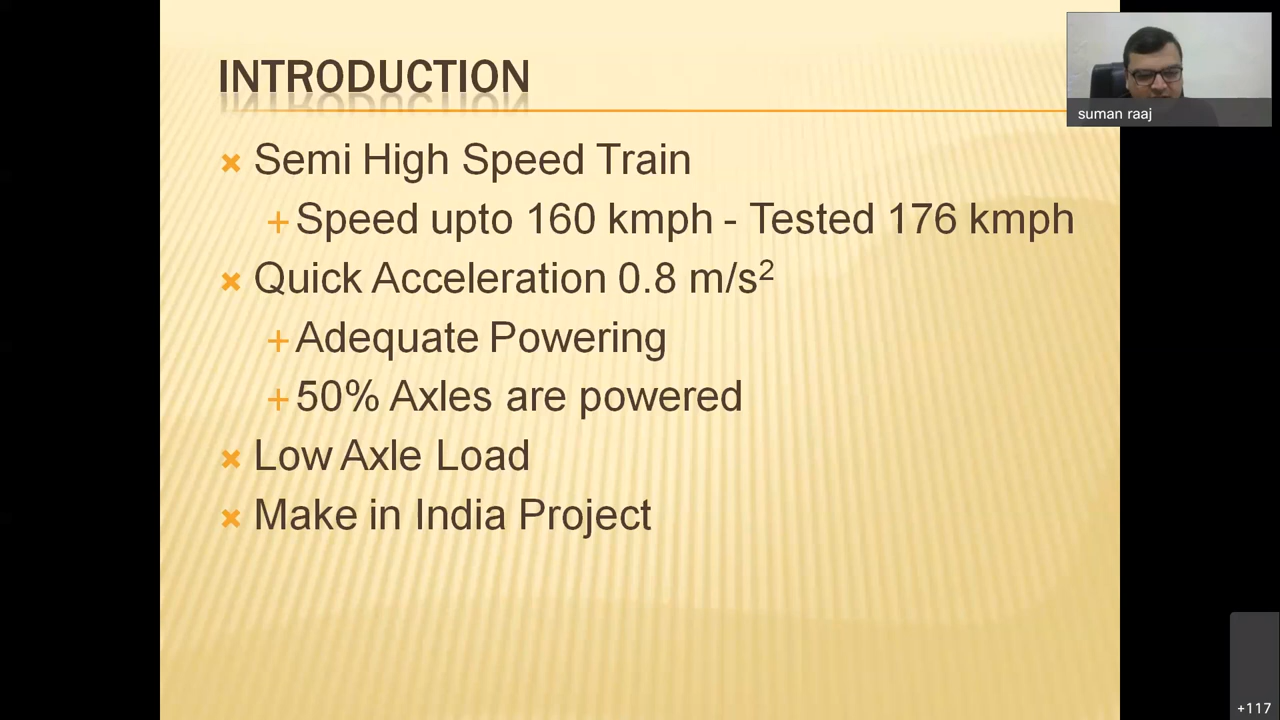 INTRODUCTION
suman raaj
Semi High Speed Train
Speed upto 160 kmph - Tested 176 kmph
Quick Acceleration 0.8 m/s²
Adequate Powering
50% Axles are powered
Low Axle Load
Make in India Project
+117